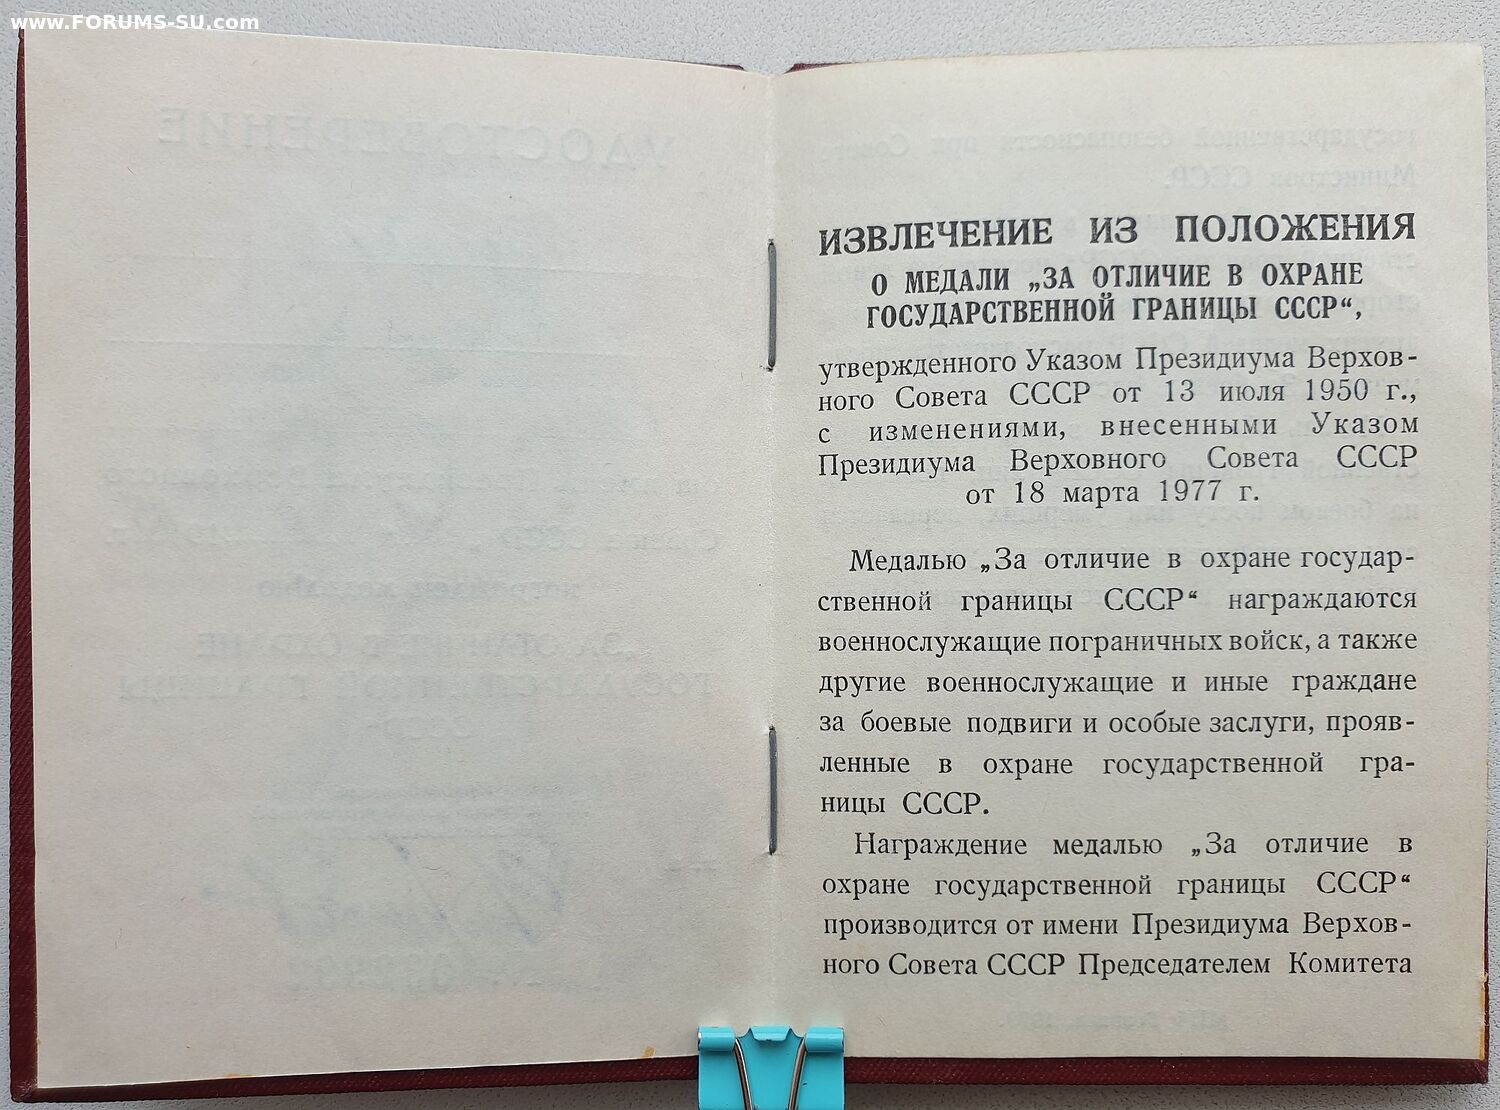 www.FORUMS-SU.com
ИЗВЛЕЧЕНИЕ ИЗ ПОЛОЖЕНИЯ
О МЕДАЛИ „ЗА ОТЛИЧИЕ В ОХРАНЕ
ГОСУДАРСТВЕННОЙ ГРАНИЦЫ СССР“,
утвержденного Указом Президиума Верхов-
ного Совета СССР от 13 июля 1950 г.,
с изменениями, внесенными Указом
Президиума Верховного Совета СССР
от 18 марта 1977 г.
Медалью „За отличие в охране государ-
ственной границы СССР“ награждаются
военнослужащие пограничных войск, а также
другие военнослужащие и иные граждане
за боевые подвиги и особые заслуги, прояв-
ленные в охране государственной гра-
ницы СССР.
Награждение медалью „За отличие в
охране государственной границы СССР“
производится от имени Президиума Верхов-
ного Совета СССР Председателем Комитета